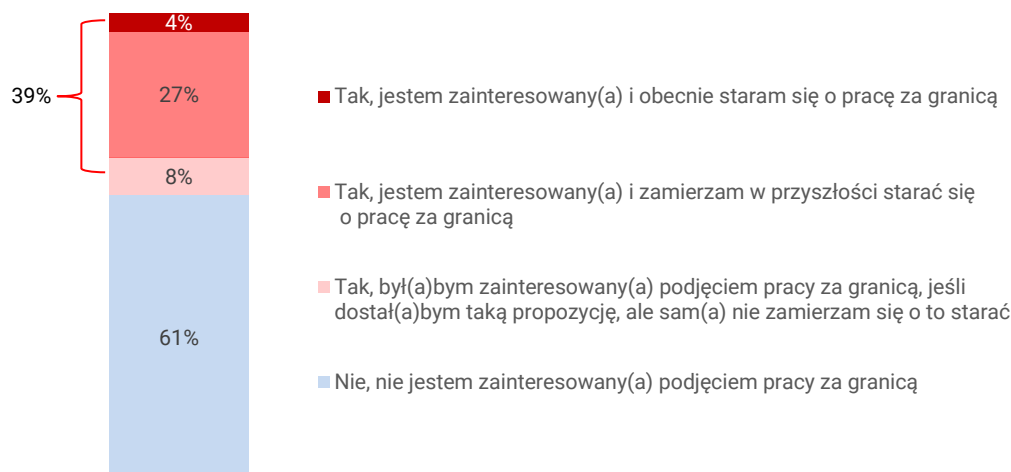 4%
39%
27%
8%
61%
Tak, jestem zainteresowany(a) i obecnie staram się o pracę za granicą
Tak, jestem zainteresowany(a) i zamierzam w przyszłości starać się
o pracę za granicą
Tak, był(a)bym zainteresowany(a) podjęciem pracy za granicą, jeśli
dostał(a)bym taką propozycję, ale sam(a) nie zamierzam się o to starać
Nie, nie jestem zainteresowany(a) podjęciem pracy za granicą